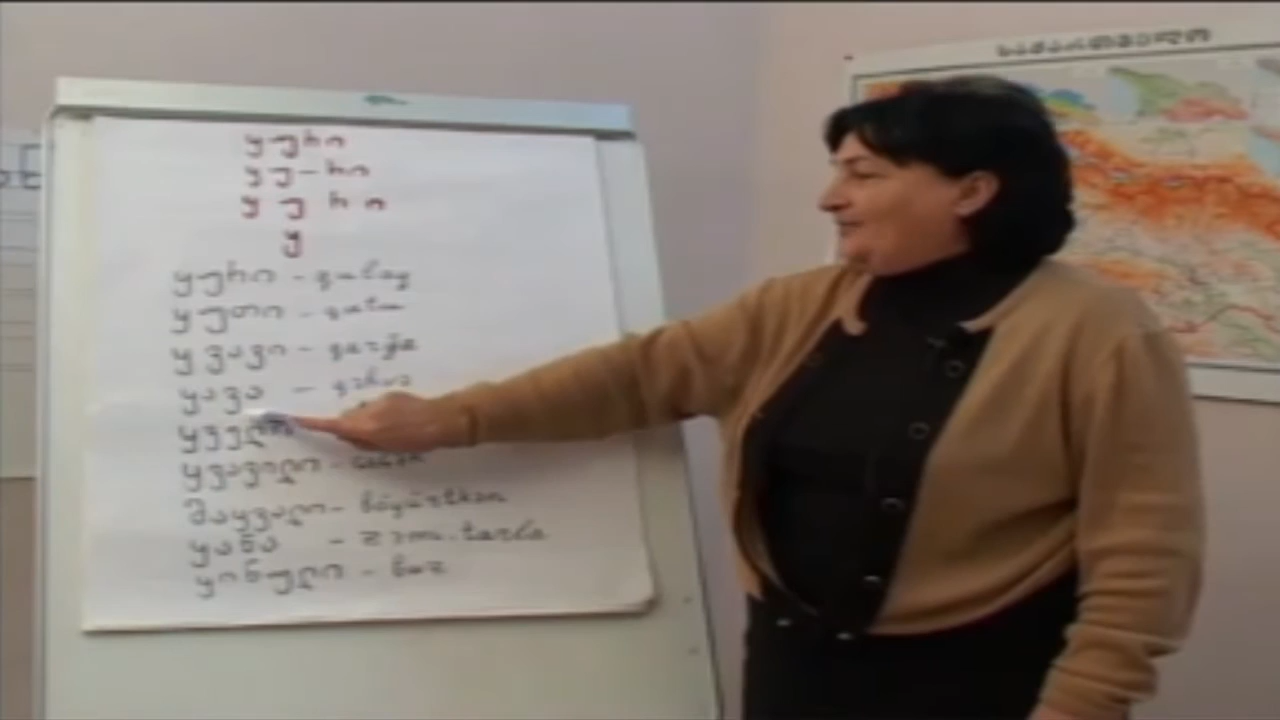 საქართველო
ყური
ყუ-რი
ყ უ რ ი
ყ
ყური - qulaq
ყუთი - qutu
ყვავი - qarğa
ყავა - qəhvə
ყვავილი -
მაყვალი - böyürtkən
ყანა - zəmi, tarla
ყინული - buz